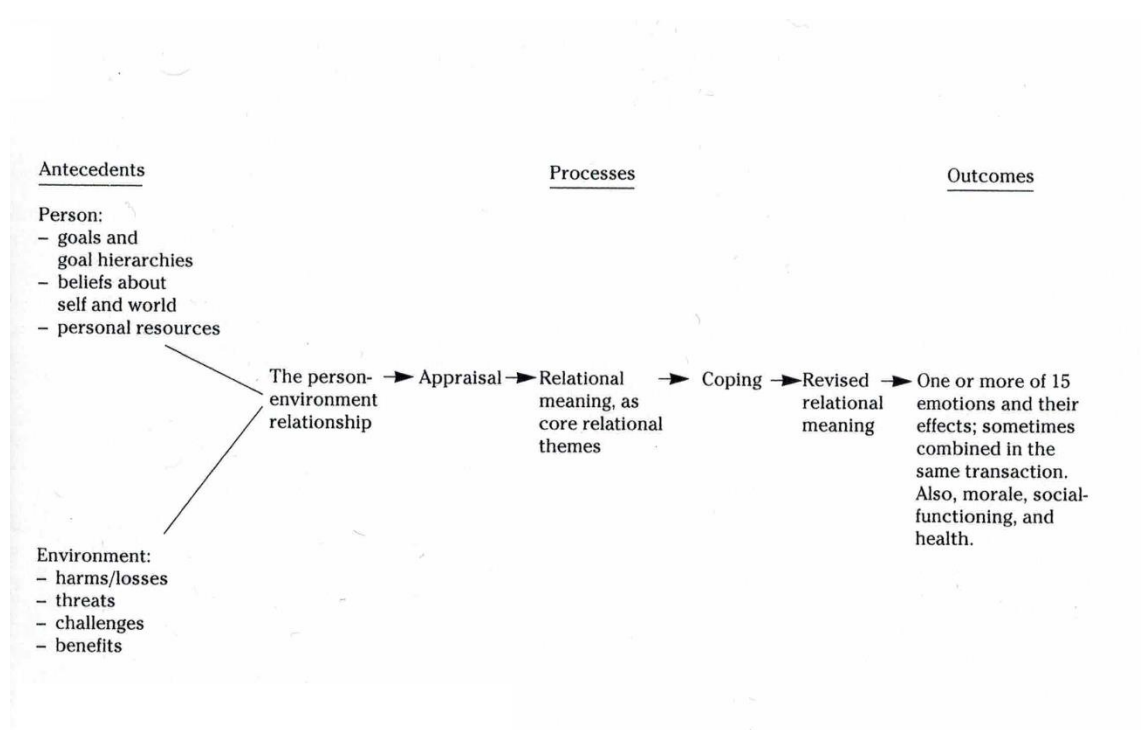 Antecedents
Processes
Outcomes
Person:
– goals and
goal hierarchies
– beliefs about
self and world
– personal resources
The person-
environment
relationship
Appraisal
Relational
meaning, as
core relational
themes
Coping
Revised
relational
meaning
One or more of 15
emotions and their
effects; sometimes
combined in the
same transaction.
Also, morale, social-
functioning, and
health.
Environment:
– harms/losses
– threats
– challenges
– benefits